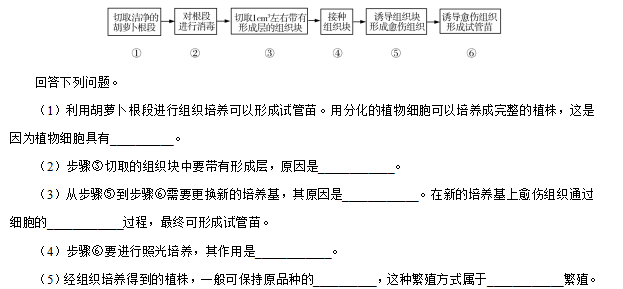 切取洁净的
胡萝卜根段
对根段
进行消毒
切取1cm³左右带有
形成层的组织块
接种
组织块
诱导组织块
形成愈伤组织
诱导愈伤组织
形成试管苗
① ② ③ ④ ⑤ ⑥
回答下列问题。
（1）利用胡萝卜根段进行组织培养可以形成试管苗。用分化的植物细胞可以培养成完整的植株，这是
因为植物细胞具有__________。
（2）步骤③切取的组织块中要带有形成层，原因是____________。
（3）从步骤⑤到步骤⑥需要更换新的培养基，其原因是____________。在新的培养基上愈伤组织通过
细胞的____________过程，最终可形成试管苗。
（4）步骤⑥要进行照光培养，其作用是____________。
（5）经组织培养得到的植株，一般可保持原品种的__________，这种繁殖方式属于____________繁殖。